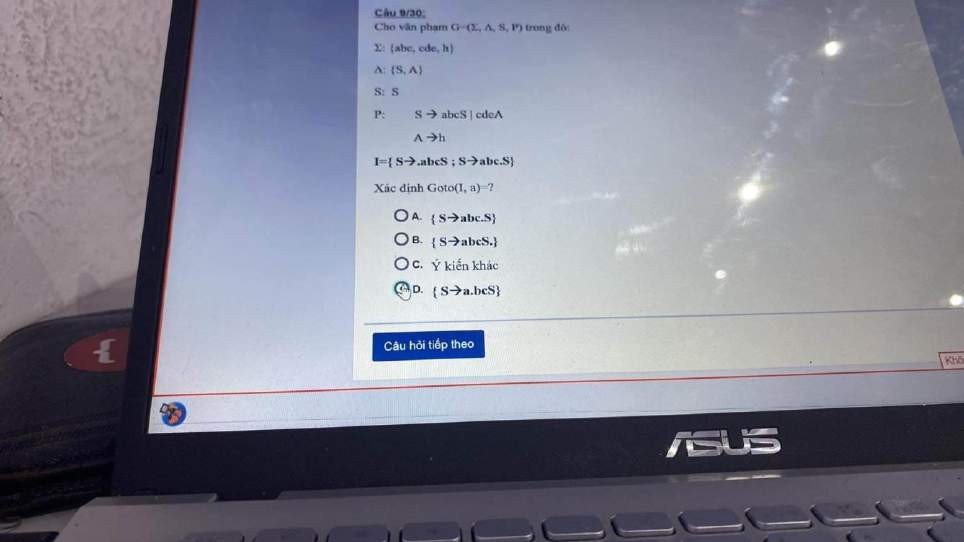 Câu 9/30:
Cho văn phạm G=(Σ, Δ, S, P) trong đó:
Σ: {abc, cde, h}
Δ: {S, A}
S: S
P: S → abcS | cdeA
A →h
I={ S→.abcS ; S→abc.S}
Xác định Goto(I, a)=?
A. { S→abc.S}
B. { S→abcS.}
C. Ý kiến khác
D. { S→a.bcS}
Câu hỏi tiếp theo
Khô
ASUS